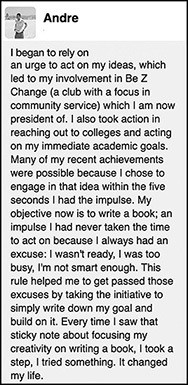 Andre
I began to rely on
an urge to act on my ideas, which
led to my involvement in Be Z
Change (a club with a focus in
community service) which I am now
president of. I also took action in
reaching out to colleges and acting
on my immediate academic goals.
Many of my recent achievements
were possible because I chose to
engage in that idea within the five
seconds I had the impulse. My
objective now is to write a book; an
impulse I had never taken the time
to act on because I always had an
excuse: I wasn't ready, I was too
busy, I'm not smart enough. This
rule helped me to get passed those
excuses by taking the initiative to
simply write down my goal and
build on it. Every time I saw that
sticky note about focusing my
creativity on writing a book, I took a
step, I tried something. It changed
my life.